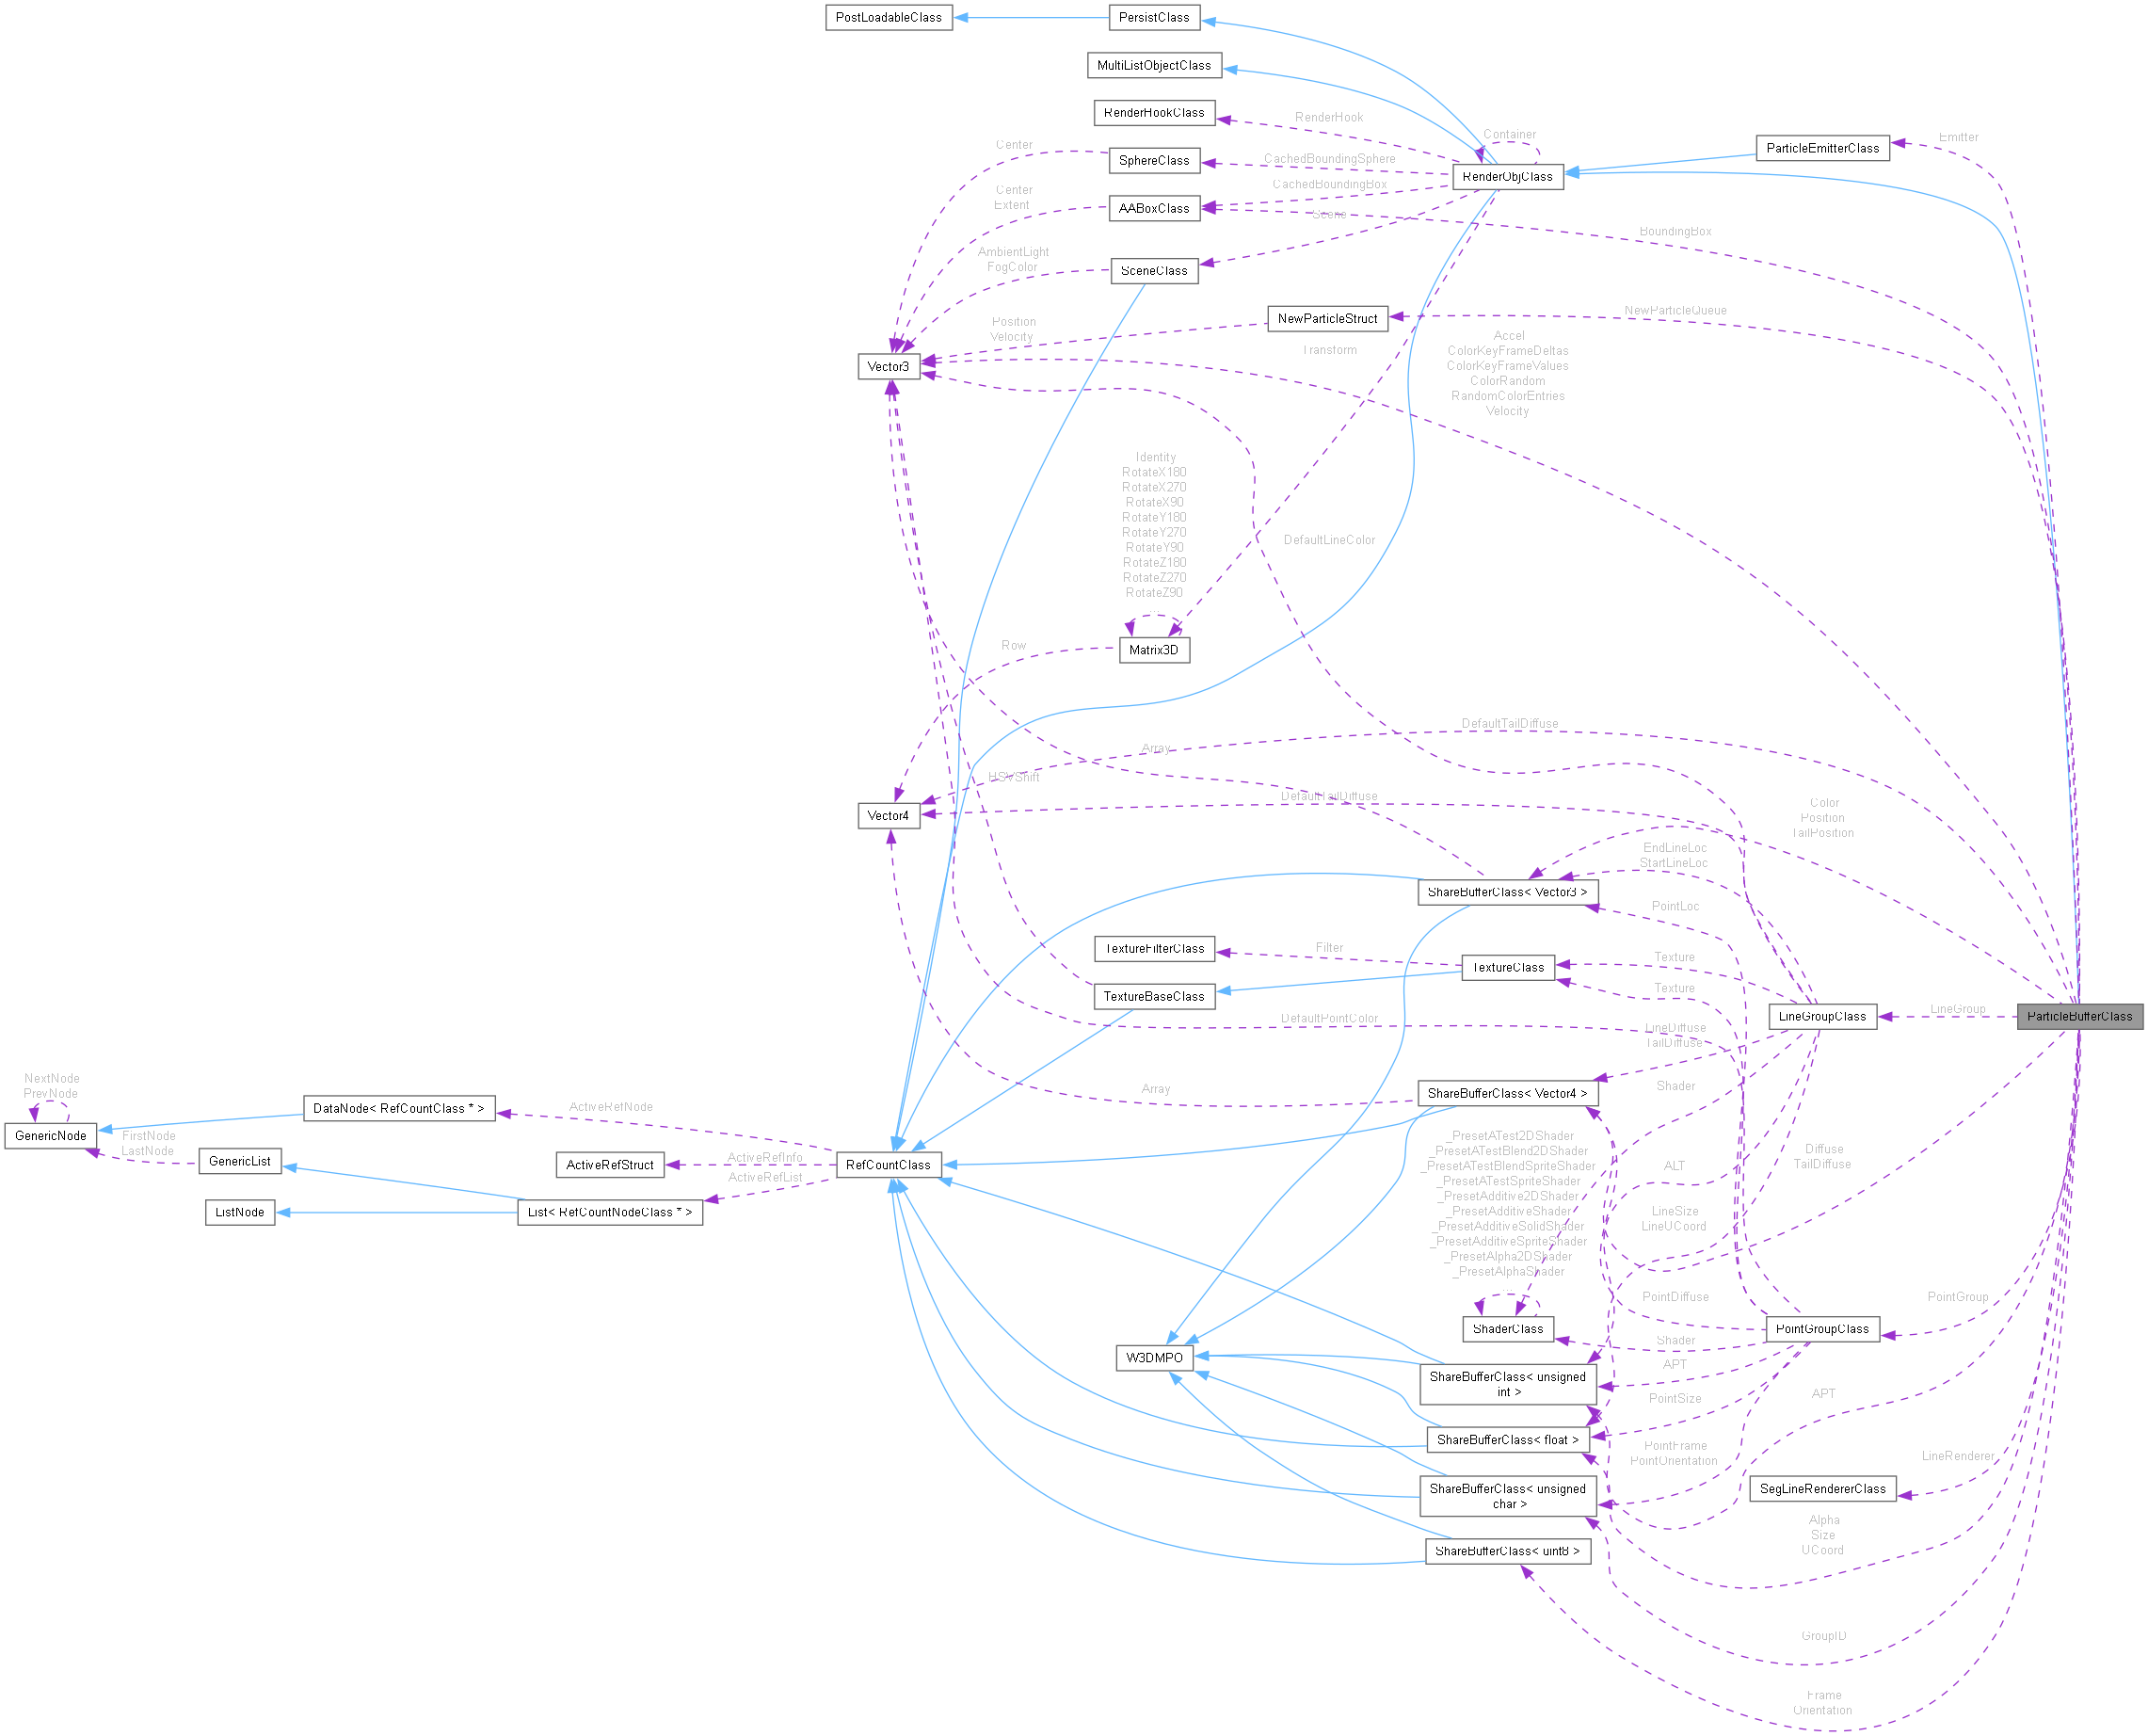 PostLoadableClass
PersistClass
MultiListObjectClass
RenderHookClass
RenderHook
Container
Emitter
ParticleEmitterClass
Center
SphereClass
CachedBoundingSphere
RenderObjClass
CachedBoundingBox
Center
Extent
AABoxClass
Scene
BoundingBox
AmbientLight
FogColor
SceneClass
NewParticleStruct
NewParticleQueue
Position
Velocity
Vector3
Transform
Accel
ColorKeyFrameDeltas
ColorKeyFrameValues
ColorRandom
RandomColorEntries
Velocity
Identity
RotateX180
RotateX270
RotateX90
RotateY180
RotateY270
RotateY90
RotateZ180
RotateZ270
RotateZ90
...
DefaultLineColor
Row
Matrix3D
DefaultTailDiffuse
Array
HSVShift
DefaultTailDiffuse
Vector4
Color
Position
TailPosition
EndLineLoc
StartLineLoc
ShareBufferClass< Vector3 >
PointLoc
TextureFilterClass
Filter
TextureClass
Texture
Texture
TextureBaseClass
DefaultPointColor
LineGroupClass
LineGroup
ParticleBufferClass
LineDiffuse
TailDiffuse
NextNode
PrevNode
GenericNode
DataNode< RefCountClass * >
ActiveRefNode
Array
ShareBufferClass< Vector4 >
Shader
FirstNode
LastNode
GenericList
ActiveRefStruct
ActiveRefInfo
ActiveRefList
RefCountClass
ListNode
List< RefCountNodeClass * >
_PresetATest2DShader
_PresetATestBlend2DShader
_PresetATestBlendSpriteShader
_PresetATestSpriteShader
_PresetAdditive2DShader
_PresetAdditiveShader
_PresetAdditiveSolidShader
_PresetAdditiveSpriteShader
_PresetAlpha2DShader
_PresetAlphaShader
...
ALT
Diffuse
TailDiffuse
LineSize
LineUCoord
PointDiffuse
PointGroup
ShaderClass
Shader
PointGroupClass
W3DMPO
APT
ShareBufferClass< unsigned
int >
PointSize
APT
ShareBufferClass< float >
PointFrame
PointOrientation
LineRenderer
ShareBufferClass< unsigned
char >
SegLineRendererClass
Alpha
Size
UCoord
ShareBufferClass< uint8 >
GroupID
Frame
Orientation